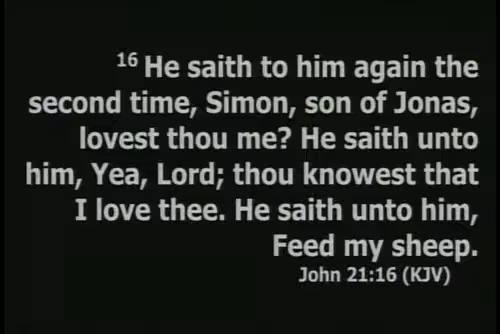 16 He saith to him again the
second time, Simon, son of Jonas,
lovest thou me? He saith unto
him, Yea, Lord; thou knowest that
I love thee. He saith unto him,
Feed my sheep.
John 21:16 (KJV)